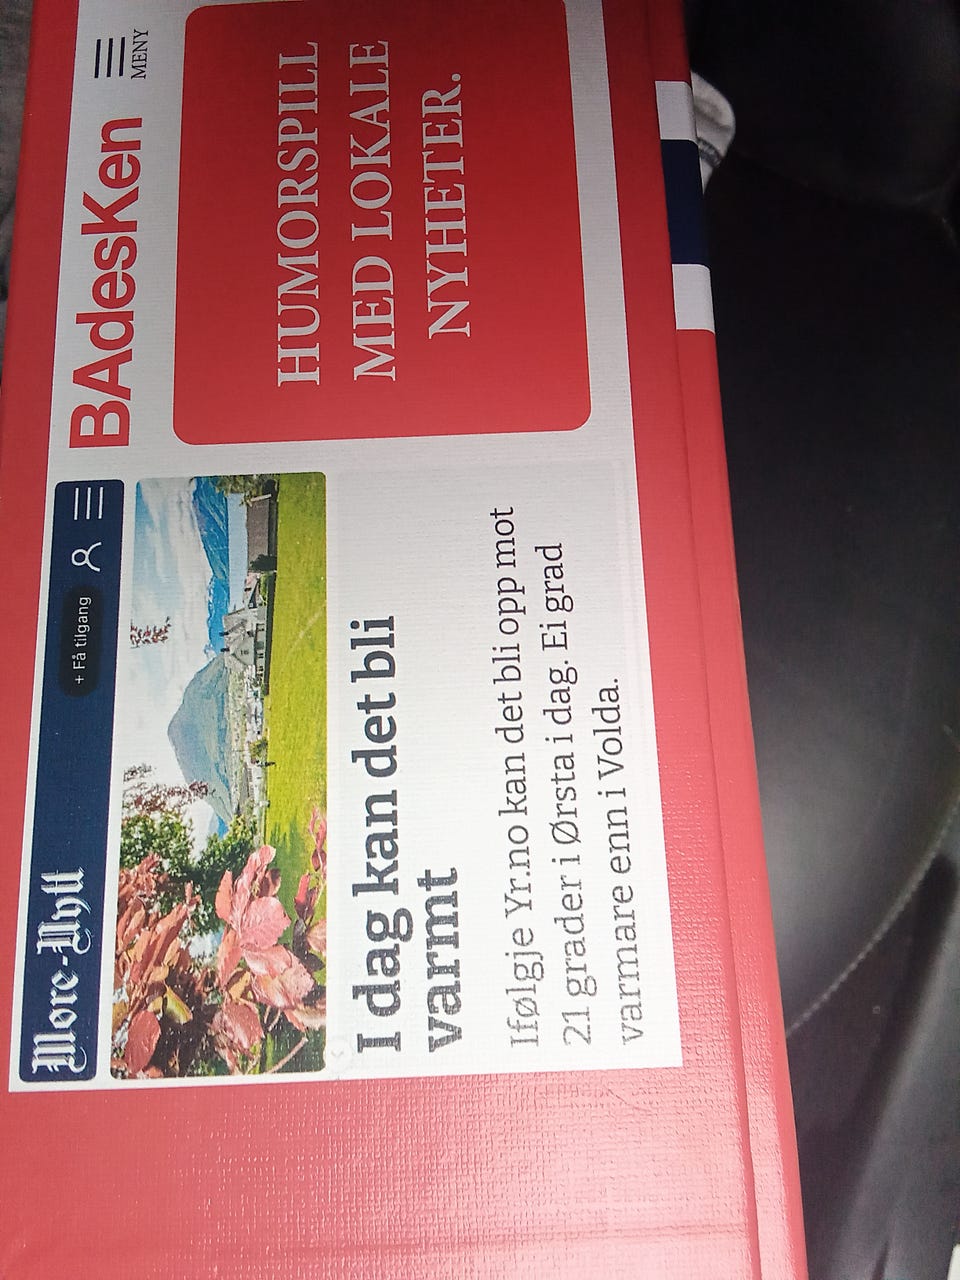 Møre-Nytt
+ Få tilgang
I dag kan det bli
varmt
Ifølgje Yr.no kan det bli opp mot
21 grader i Ørsta i dag. Ei grad
varmare enn i Volda.
BAdesKen
MENY
HUMORSPILL
MED LOKALE
NYHETER.